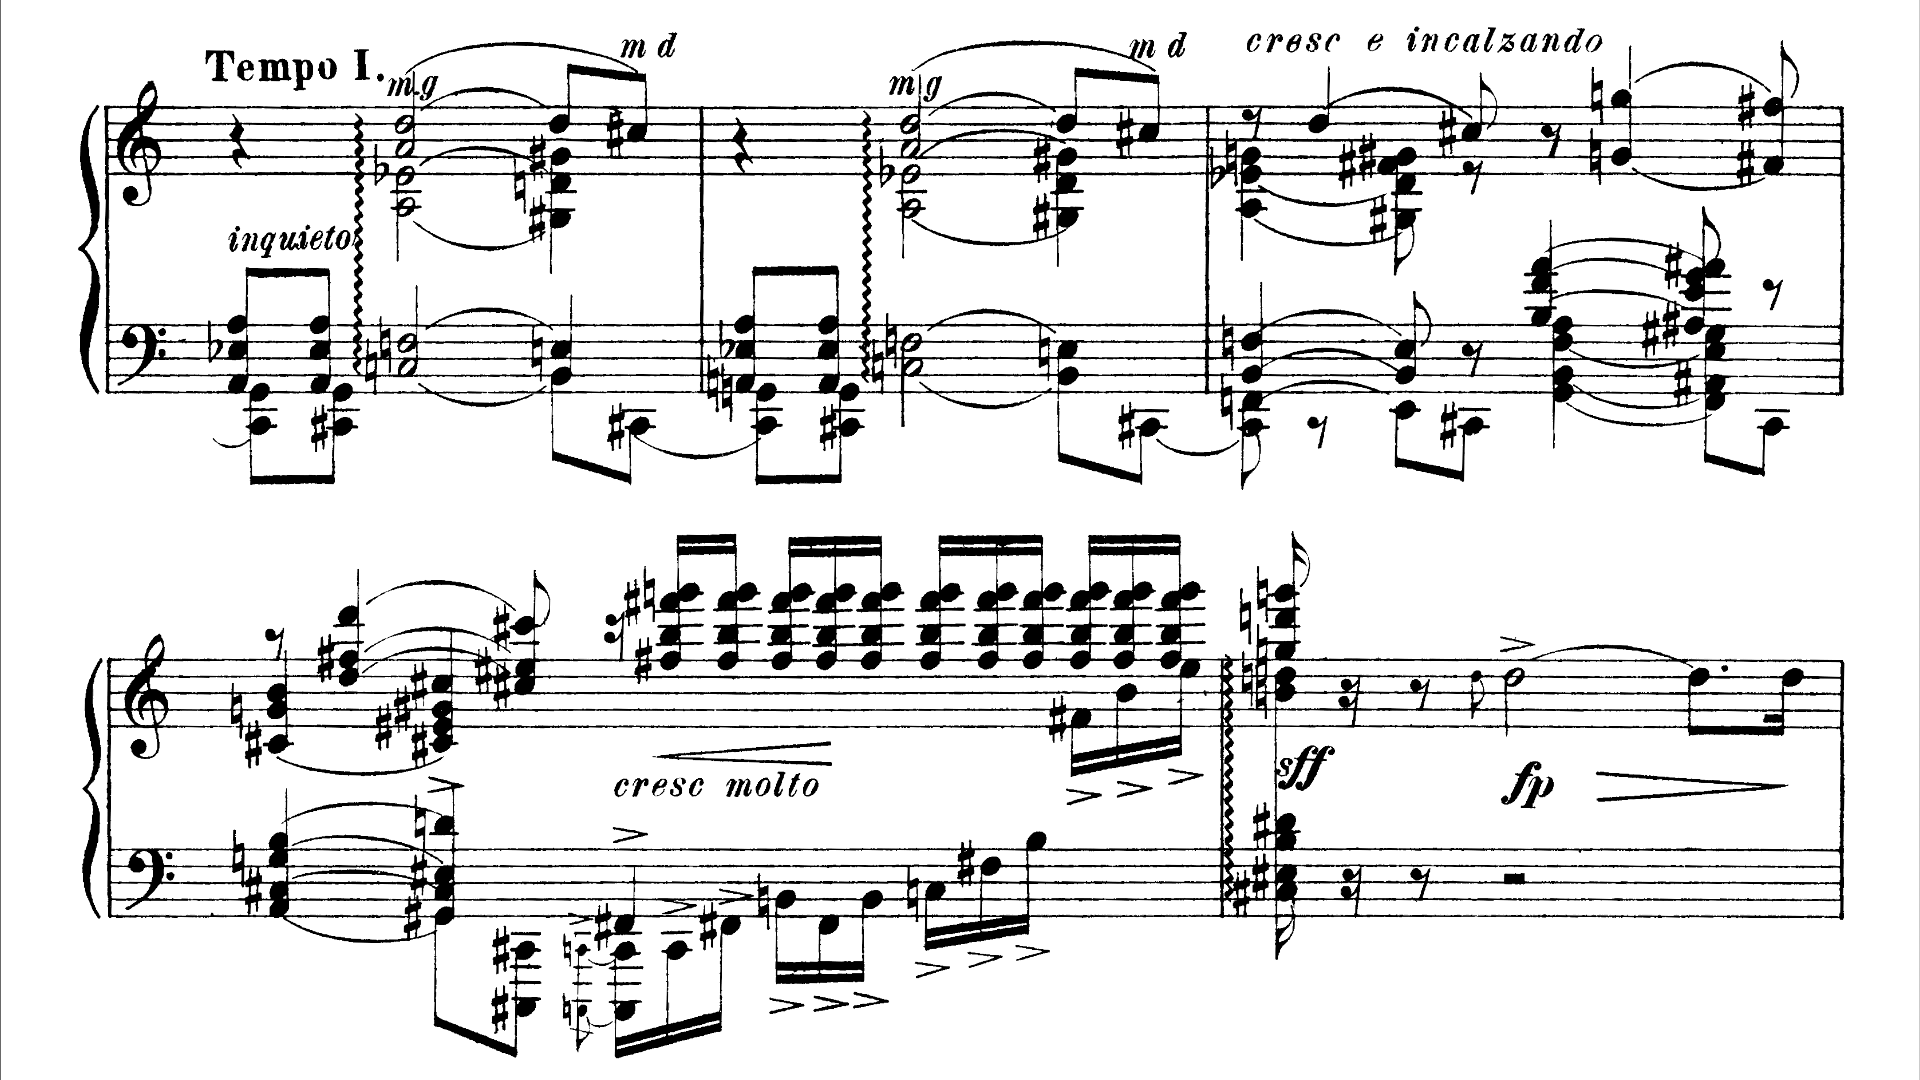 Tempo I.
m g
m d
m g
m d
cresc e incalzando
inquieto
cresc molto
sff
fp